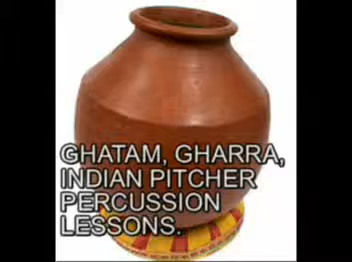 GHATAM, GHARRA,
INDIAN PITCHER
PERCUSSION
LESSONS.